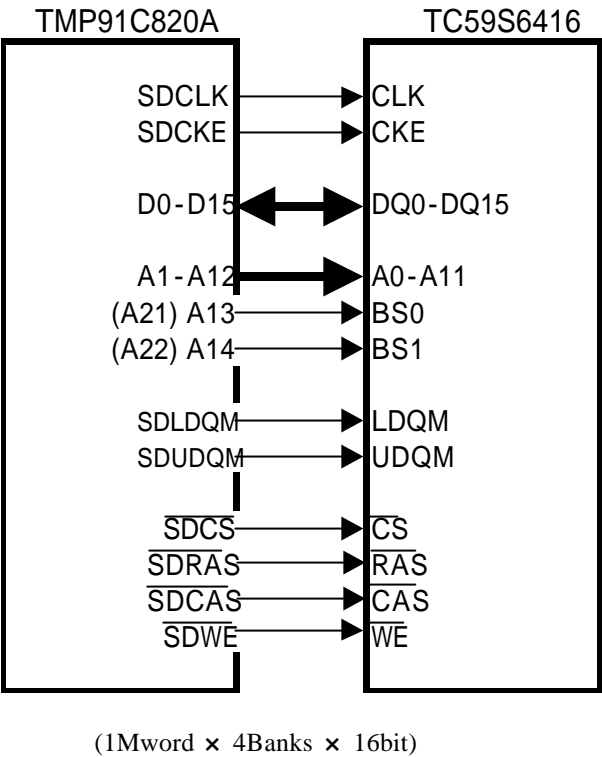 TMP91C820A TC59S6416
SDCLK CLK
SDCKE CKE
D0-D15 DQ0-DQ15
A1-A12 A0-A11
(A21) A13 BS0
(A22) A14 BS1
SDLDQM LDQM
SDUDQM UDQM
SDCS CS
SDRAS RAS
SDCAS CAS
SDWE WE
(1Mword × 4Banks × 16bit)